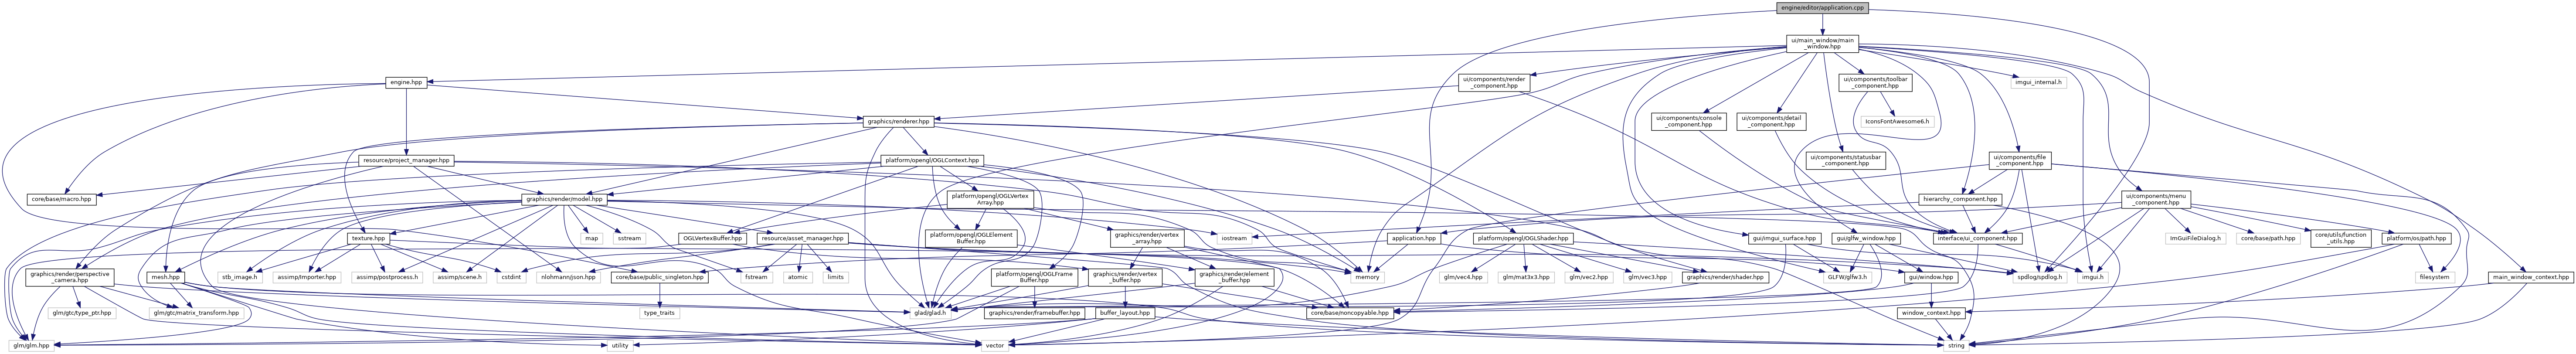 engine/editor/application.cpp
ui/main_window/main
_window.hpp
engine.hpp
ui/components/render
_component.hpp
ui/components/toolbar
_component.hpp
imgui_internal.h
graphics/renderer.hpp
ui/components/console
_component.hpp
ui/components/detail
_component.hpp
IconsFontAwesome6.h
resource/project_manager.hpp
platform/opengl/OGLContext.hpp
ui/components/statusbar
_component.hpp
ui/components/file
_component.hpp
core/base/macro.hpp
graphics/render/model.hpp
platform/opengl/OGLVertex
Array.hpp
hierarchy_component.hpp
ui/components/menu
_component.hpp
texture.hpp
map
sstream
OGLVertexBuffer.hpp
resource/asset_manager.hpp
platform/opengl/OGLElement
Buffer.hpp
graphics/render/vertex
_array.hpp
iostream
application.hpp
platform/opengl/OGLShader.hpp
gui/imgui_surface.hpp
gui/glfw_window.hpp
interface/ui_component.hpp
ImGuiFileDialog.h
core/base/path.hpp
core/utils/function
_utils.hpp
platform/os/path.hpp
graphics/render/perspective
_camera.hpp
mesh.hpp
stb_image.h
assimp/Importer.hpp
assimp/postprocess.h
assimp/scene.h
cstdint
nlohmann/json.hpp
core/base/public_singleton.hpp
fstream
atomic
limits
platform/opengl/OGLFrame
Buffer.hpp
graphics/render/vertex
_buffer.hpp
graphics/render/element
_buffer.hpp
memory
glm/vec4.hpp
glm/mat3x3.hpp
glm/vec2.hpp
glm/vec3.hpp
graphics/render/shader.hpp
GLFW/glfw3.h
gui/window.hpp
spdlog/spdlog.h
imgui.h
filesystem
main_window_context.hpp
glm/gtc/type_ptr.hpp
glm/gtc/matrix_transform.hpp
type_traits
glad/glad.h
graphics/render/framebuffer.hpp
buffer_layout.hpp
core/base/noncopyable.hpp
window_context.hpp
glm/glm.hpp
utility
vector
string